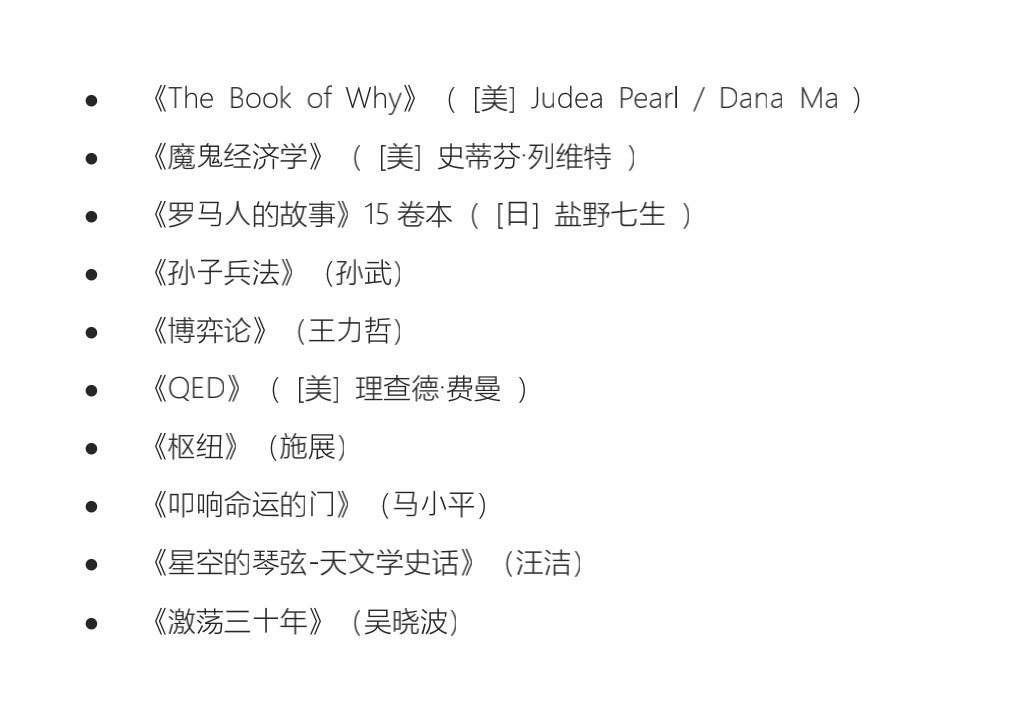 • 《The Book of Why》（ [美] Judea Pearl / Dana Ma ）
• 《魔鬼经济学》（ [美] 史蒂芬·列维特 ）
• 《罗马人的故事》15 卷本（ [日] 盐野七生 ）
• 《孙子兵法》（孙武）
• 《博弈论》（王力哲）
• 《QED》（ [美] 理查德·费曼 ）
• 《枢纽》（施展）
• 《叩响命运的门》（马小平）
• 《星空的琴弦-天文学史话》（汪洁）
• 《激荡三十年》（吴晓波）